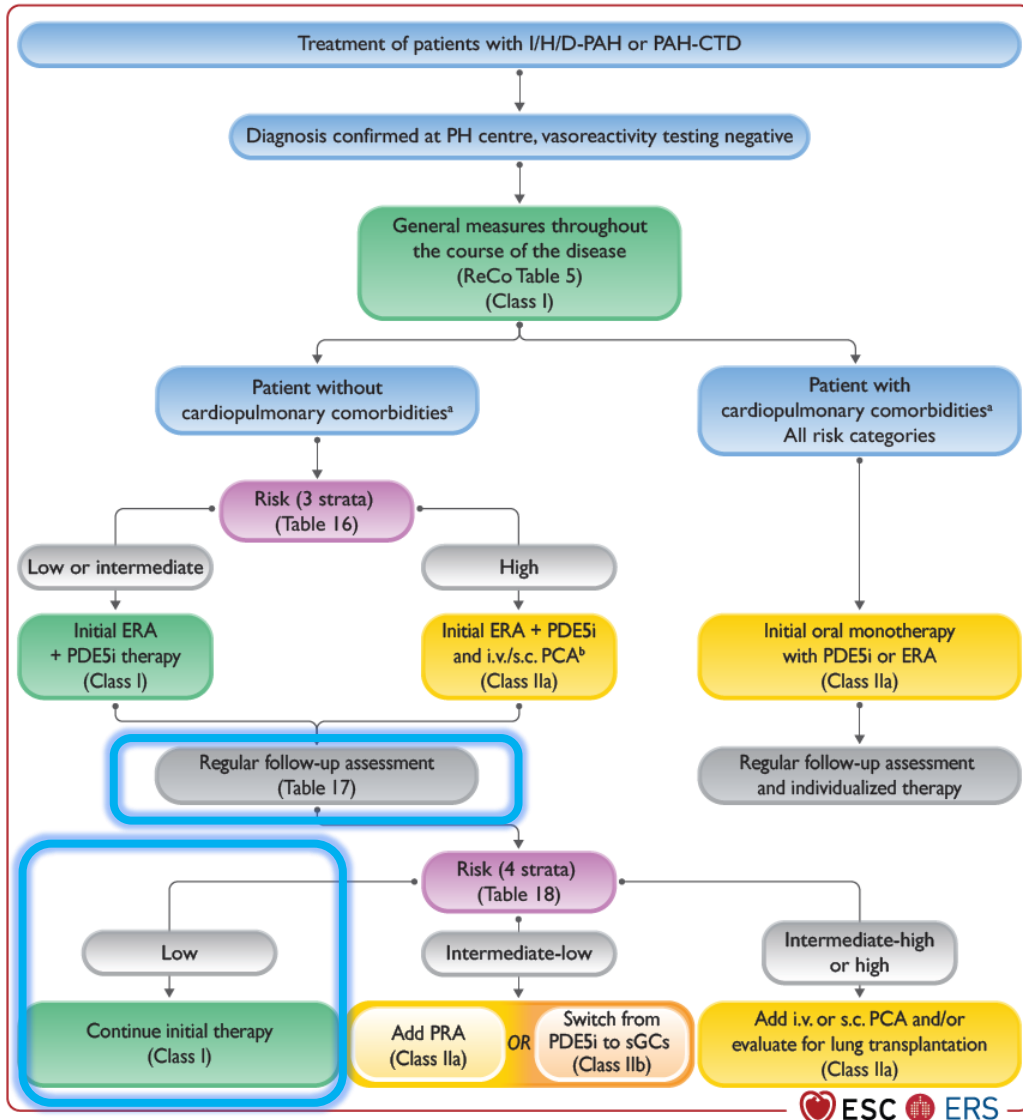 Treatment of patients with I/H/D-PAH or PAH-CTD
Diagnosis confirmed at PH centre, vasoreactivity testing negative
General measures throughout
the course of the disease
(ReCo Table 5)
(Class I)
Patient without
cardiopulmonary comorbiditiesᵃ
Patient with
cardiopulmonary comorbiditiesᵃ
All risk categories
Risk (3 strata)
(Table 16)
Low or intermediate
High
Initial ERA
+ PDE5i therapy
(Class I)
Initial ERA + PDE5i
and i.v./s.c. PCAᵇ
(Class IIa)
Initial oral monotherapy
with PDE5i or ERA
(Class IIa)
Regular follow-up assessment
(Table 17)
Regular follow-up assessment
and individualized therapy
Risk (4 strata)
(Table 18)
Low
Intermediate-low
Intermediate-high
or high
Continue initial therapy
(Class I)
Add PRA
(Class IIa)
OR
Switch from
PDE5i to sGCs
(Class IIb)
Add i.v. or s.c. PCA and/or
evaluate for lung transplantation
(Class IIa)
ESC ERS